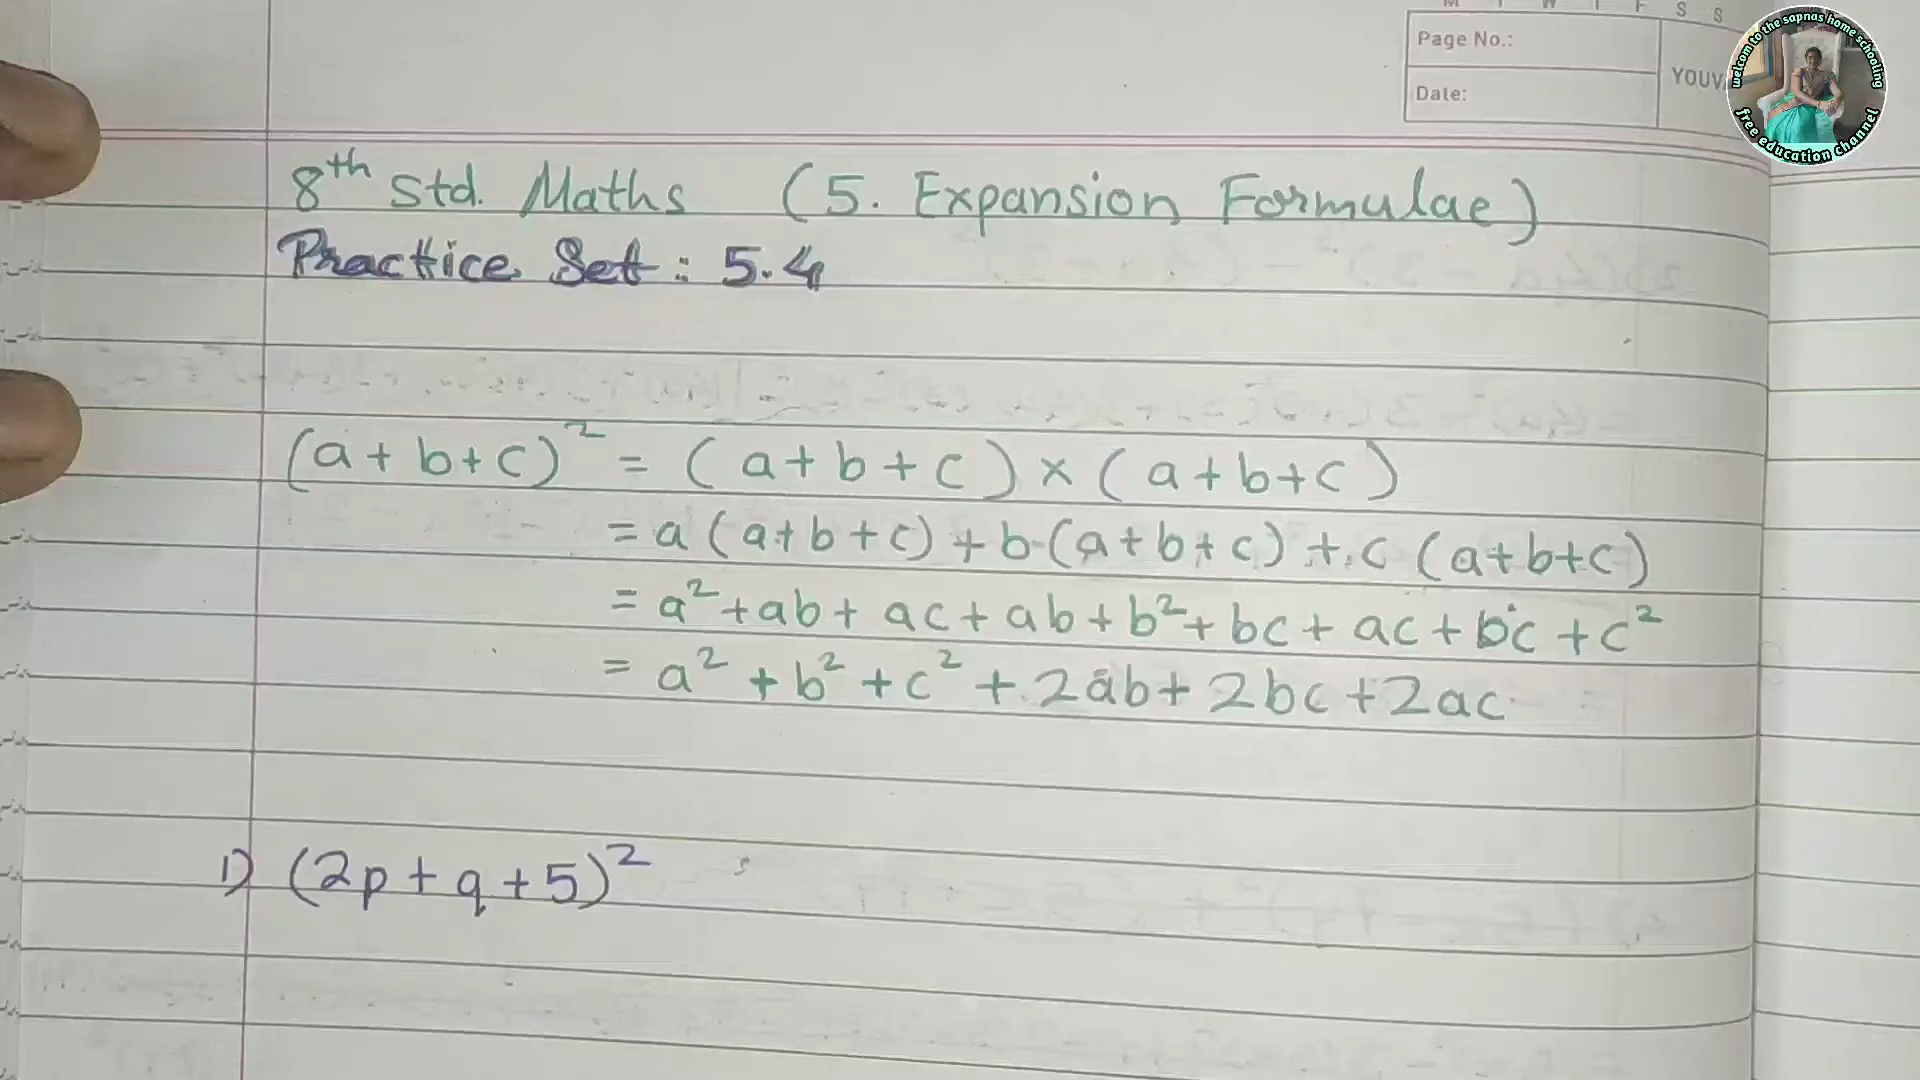 M T W T F S S
Page No.:
YOUV
Date:
welcom to the sapnas home schooling
free education channel
8th Std. Maths (5. Expansion Formulae)
Practice Set : 5.4
(a + b + c)² = (a + b + c) × (a + b + c)
= a (a + b + c) + b (a + b + c) + c (a + b + c)
= a² + ab + ac + ab + b² + bc + ac + bc + c²
= a² + b² + c² + 2ab + 2bc + 2ac
1) (2p + q + 5)²